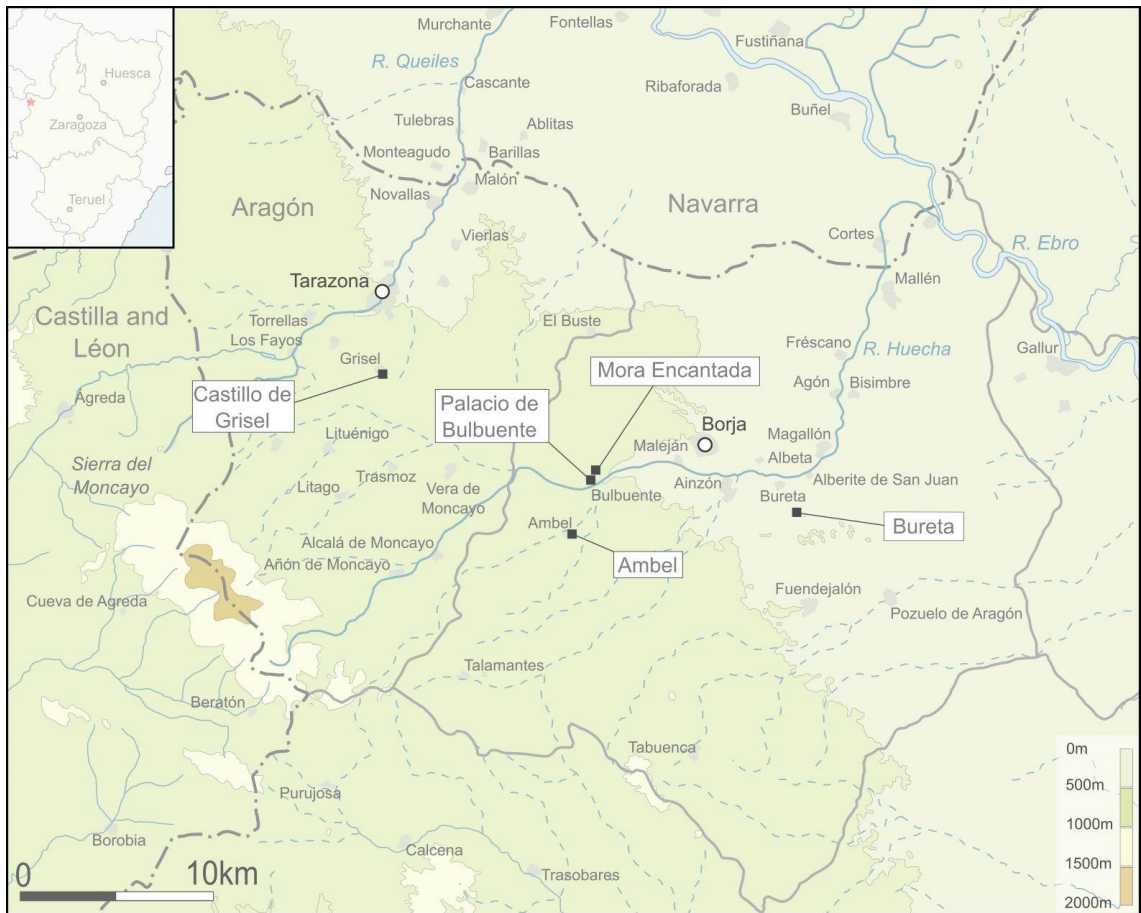 Murchante
Fontellas
Fustiñana
R. Queiles
Huesca
Cascante
Ribaforada
Buñel
Zaragoza
Tulebras
Ablitas
Monteagudo
Barillas
Malón
Novallas
Teruel
Aragón
Navarra
Vierlas
Cortes
R. Ebro
Mallén
Tarazona
Castilla and
Léon
Torrellas
Los Fayos
El Buste
Grisel
Fréscano
R. Huecha
Gallur
Mora Encantada
Castillo de
Grisel
Agón
Bisimbre
Palacio de
Bulbuente
Ágreda
Borja
Lituénigo
Maleján
Magallón
Albeta
Sierra del
Moncayo
Trasmoz
Litago
Vera de
Moncayo
Bulbuente
Ainzón
Alberite de San Juan
Bureta
Ambel
Bureta
Alcalá de Moncayo
Añón de Moncayo
Ambel
Cueva de Agreda
Fuendejalón
Pozuelo de Aragón
Talamantes
Beratón
Tabuenca
0m
500m
1000m
1500m
2000m
Purujosa
Borobia
Calcena
Trasobares
0
10km